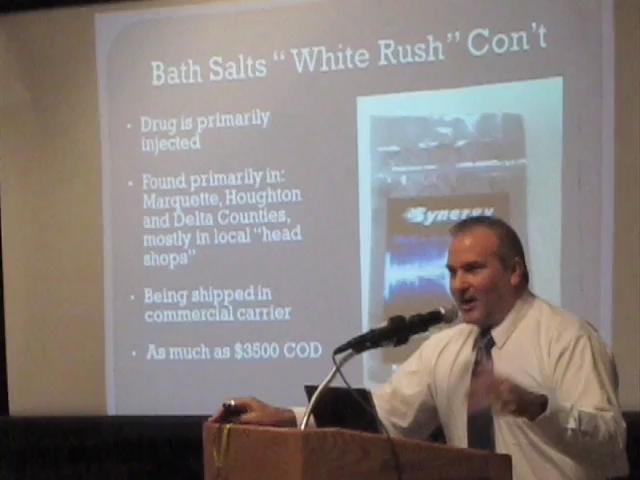 Bath Salts “ White Rush” Con’t
• Drug is primarily
injected
• Found primarily in:
Marquette, Houghton
and Delta Counties,
mostly in local “head
shops”
• Being shipped in
commercial carrier
• As much as $3500 COD
Synergy